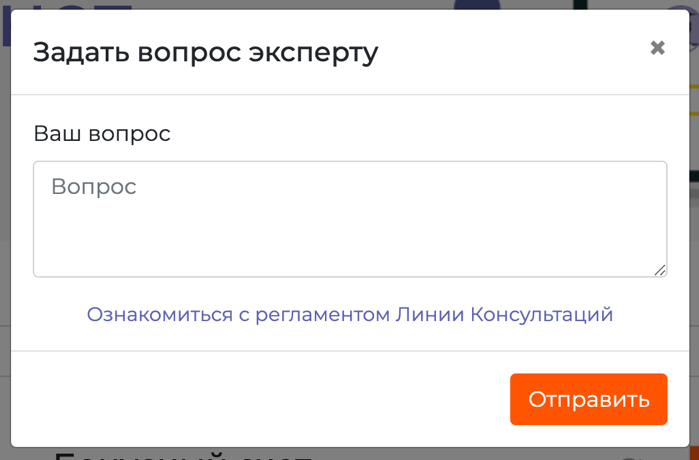 Задать вопрос эксперту
Ваш вопрос
Вопрос
Ознакомиться с регламентом Линии Консультаций
Отправить